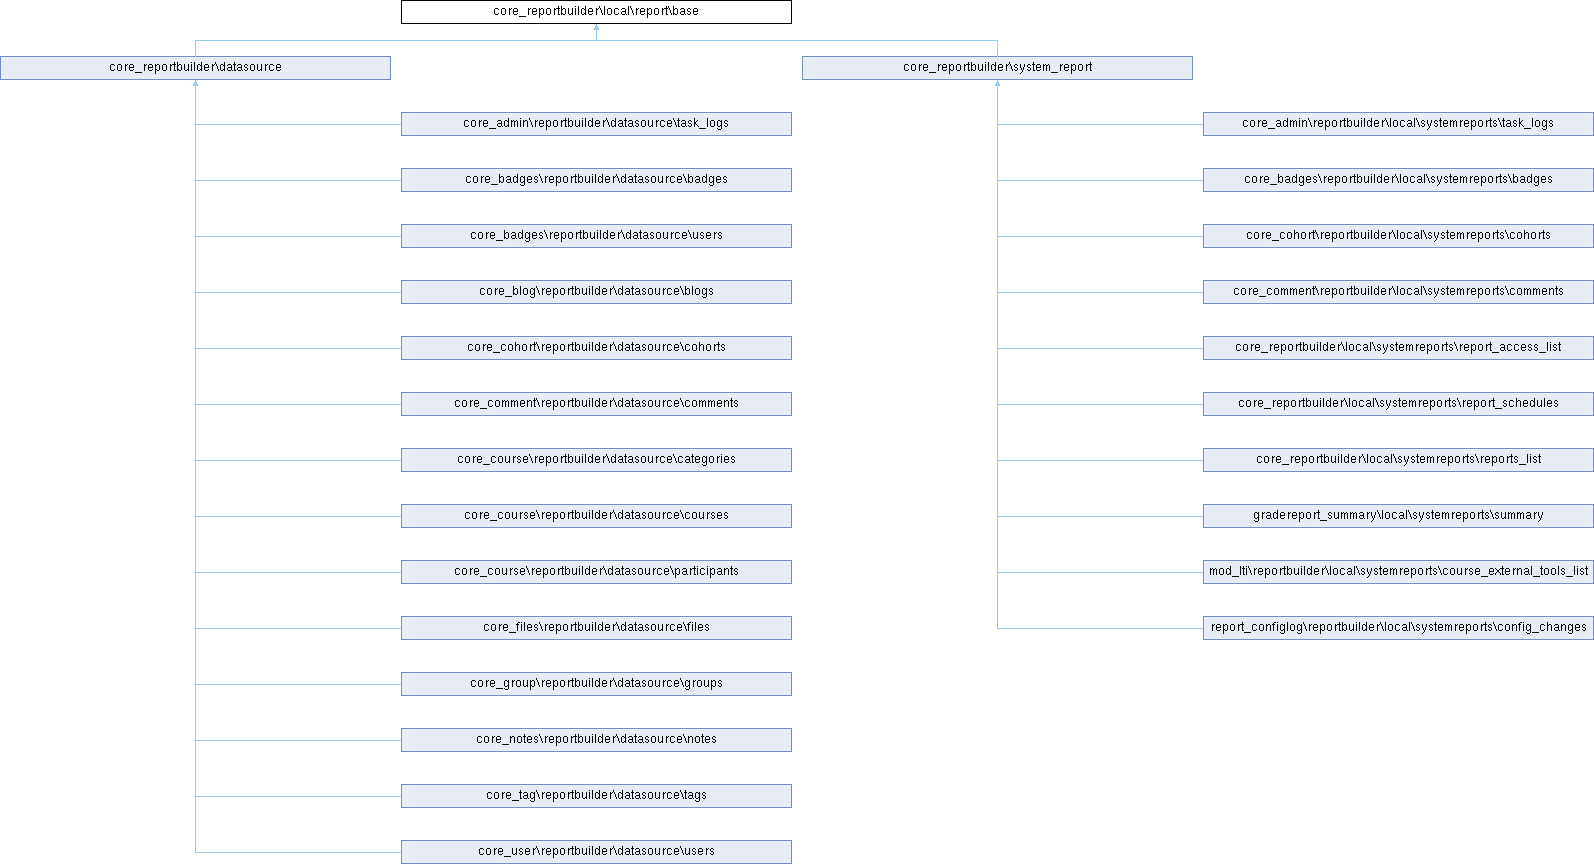 core_reportbuilder\local\report\base
core_reportbuilder\datasource
core_reportbuilder\system_report
core_admin\reportbuilder\datasource\task_logs
core_admin\reportbuilder\local\systemreports\task_logs
core_badges\reportbuilder\datasource\badges
core_badges\reportbuilder\local\systemreports\badges
core_badges\reportbuilder\datasource\users
core_cohort\reportbuilder\local\systemreports\cohorts
core_blog\reportbuilder\datasource\blogs
core_comment\reportbuilder\local\systemreports\comments
core_cohort\reportbuilder\datasource\cohorts
core_reportbuilder\local\systemreports\report_access_list
core_comment\reportbuilder\datasource\comments
core_reportbuilder\local\systemreports\report_schedules
core_course\reportbuilder\datasource\categories
core_reportbuilder\local\systemreports\reports_list
core_course\reportbuilder\datasource\courses
gradereport_summary\local\systemreports\summary
core_course\reportbuilder\datasource\participants
mod_lti\reportbuilder\local\systemreports\course_external_tools_list
core_files\reportbuilder\datasource\files
report_configlog\reportbuilder\local\systemreports\config_changes
core_group\reportbuilder\datasource\groups
core_notes\reportbuilder\datasource\notes
core_tag\reportbuilder\datasource\tags
core_user\reportbuilder\datasource\users